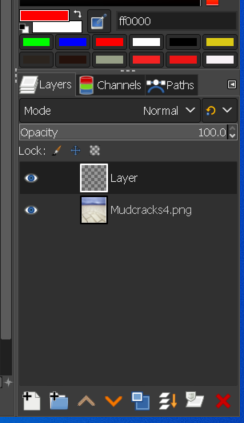 ff0000
Layers Channels Paths
Mode Normal
Opacity 100.0
Lock:
Layer
Mudcracks4.png